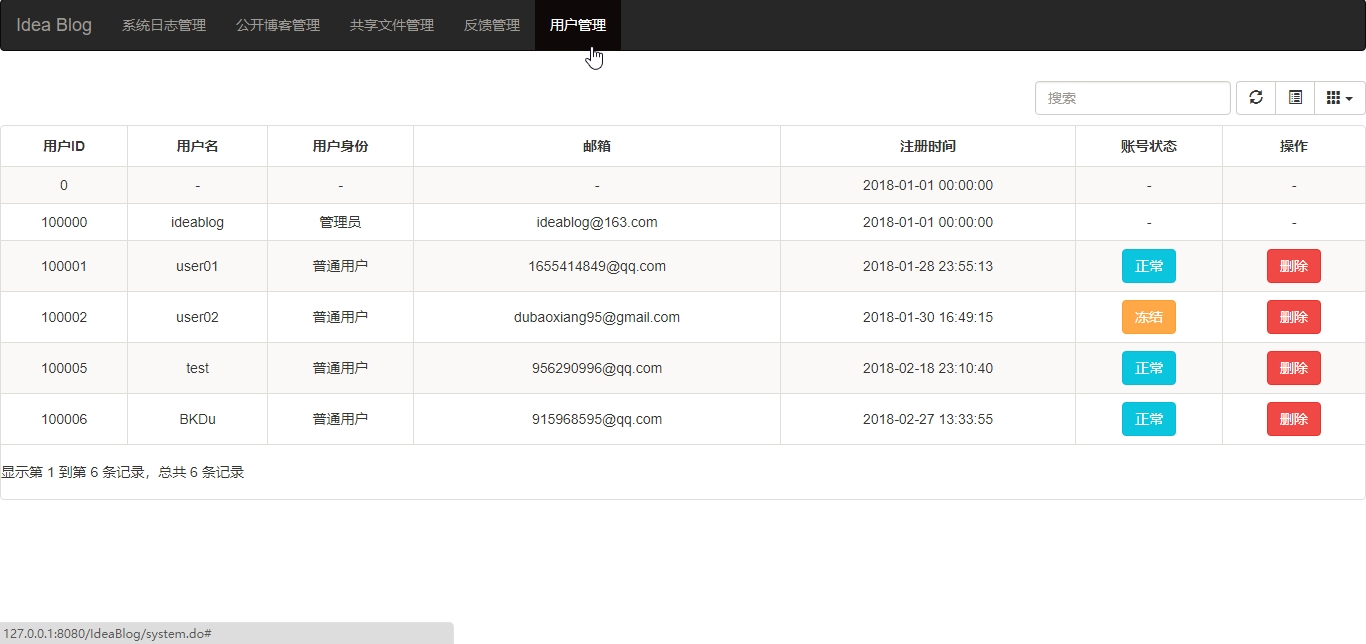 Idea Blog 系统日志管理 公开博客管理 共享文件管理 反馈管理 用户管理
搜索
用户ID 用户名 用户身份 邮箱 注册时间 账号状态 操作
0 - - - 2018-01-01 00:00:00 - -
100000 ideablog 管理员 ideablog@163.com 2018-01-01 00:00:00 - -
100001 user01 普通用户 1655414849@qq.com 2018-01-28 23:55:13 正常 删除
100002 user02 普通用户 dubaoxiang95@gmail.com 2018-01-30 16:49:15 冻结 删除
100005 test 普通用户 956290996@qq.com 2018-02-18 23:10:40 正常 删除
100006 BKDu 普通用户 915968595@qq.com 2018-02-27 13:33:55 正常 删除
显示第 1 到第 6 条记录，总共 6 条记录
127.0.0.1:8080/IdeaBlog/system.do#